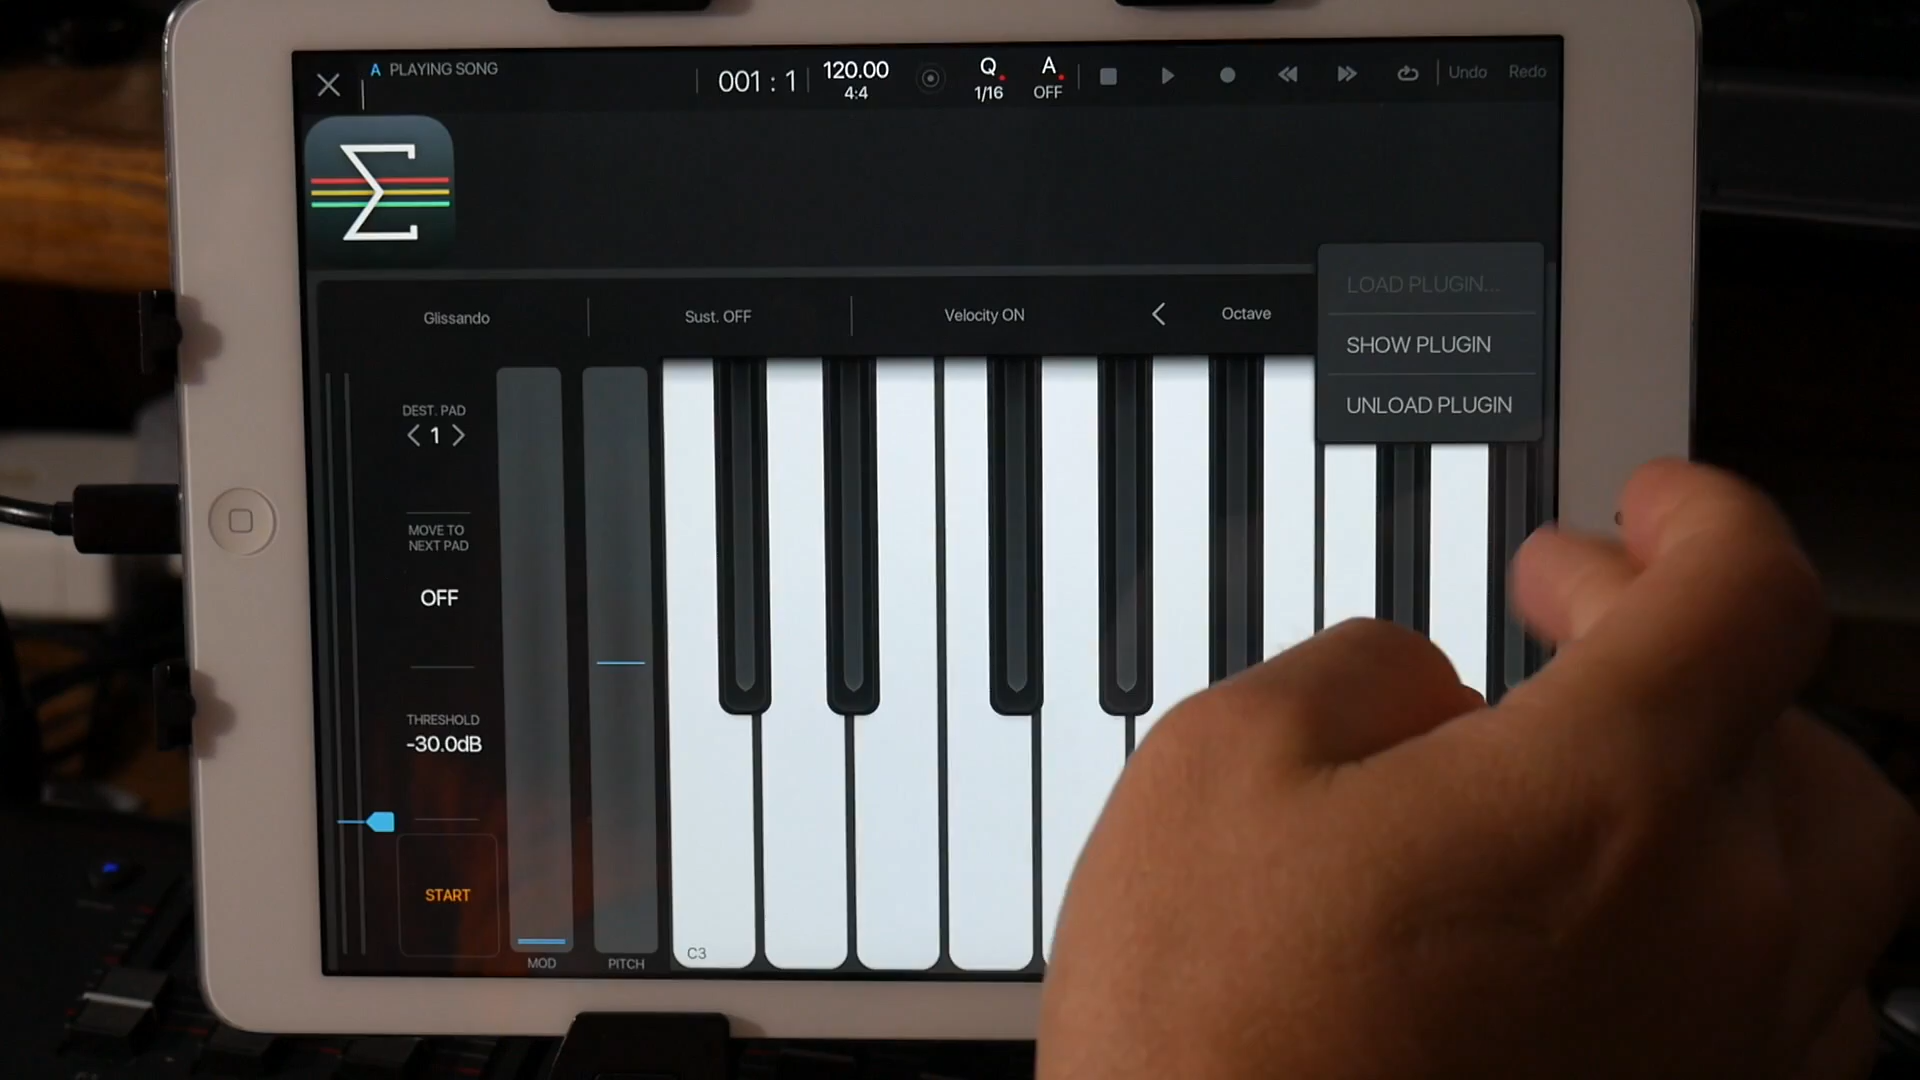 A PLAYING SONG
001 : 1
120.00
4:4
Q
1/16
A
OFF
Undo
Redo
Σ
LOAD PLUGIN...
SHOW PLUGIN
UNLOAD PLUGIN
Glissando
Sust. OFF
Velocity ON
Octave
DEST. PAD
< 1 >
MOVE TO
NEXT PAD
OFF
THRESHOLD
-30.0dB
START
MOD
PITCH
C3